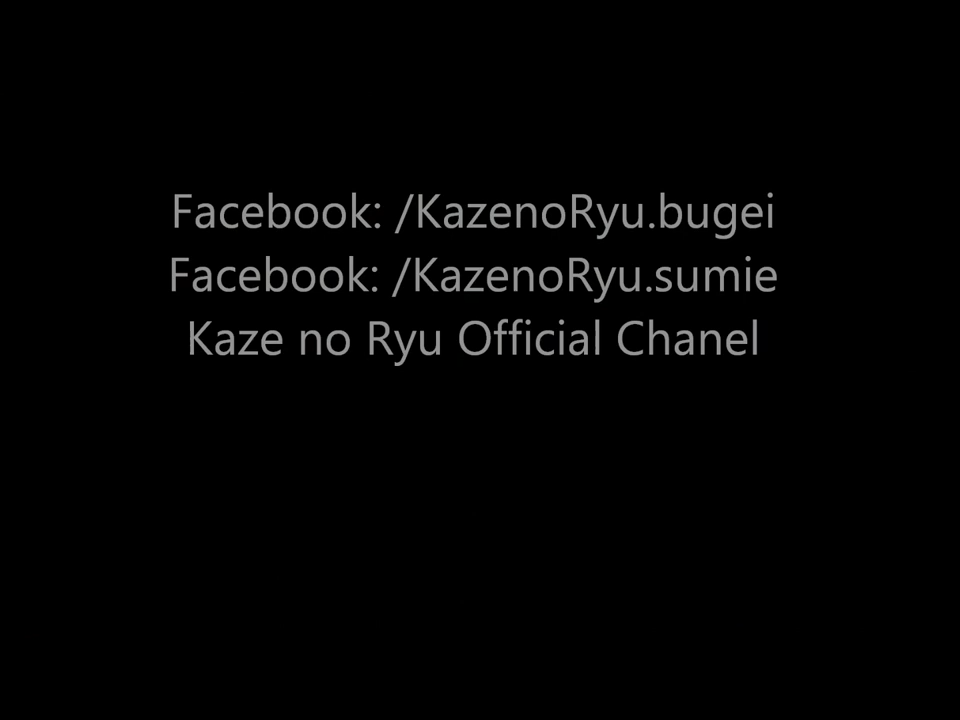 Facebook: /KazenoRyu.bugei
Facebook: /KazenoRyu.sumie
Kaze no Ryu Official Chanel